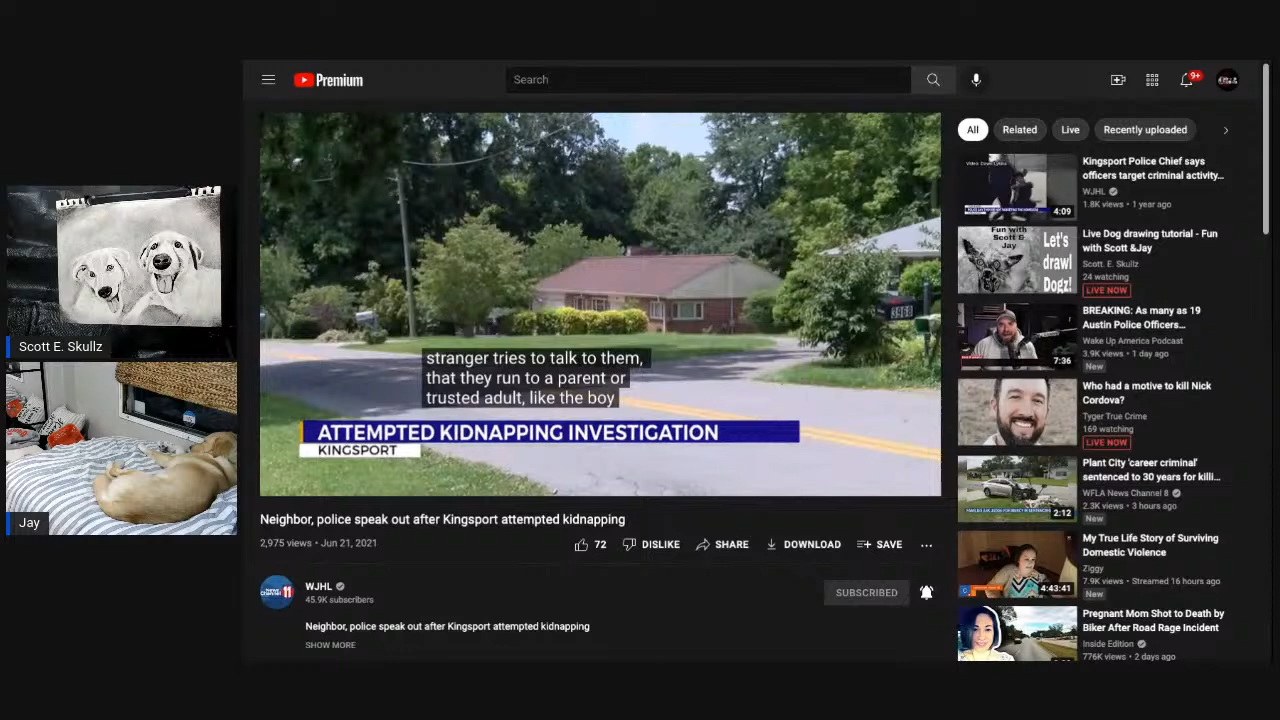 Premium
Search
9+
stranger tries to talk to them,
that they run to a parent or
trusted adult, like the boy
ATTEMPTED KIDNAPPING INVESTIGATION
KINGSPORT
3968
Neighbor, police speak out after Kingsport attempted kidnapping
2,975 views • Jun 21, 2021
72
DISLIKE
SHARE
DOWNLOAD
SAVE
WJHL
45.9K subscribers
SUBSCRIBED
Neighbor, police speak out after Kingsport attempted kidnapping
SHOW MORE
Scott E. Skullz
Jay
All
Related
Live
Recently uploaded
4:09
Kingsport Police Chief says
officers target criminal activity...
WJHL
1.8K views • 1 year ago
Fun with
Scott &
Jay
Let's
draw
Dogz!
Live Dog drawing tutorial - Fun
with Scott &Jay
Scott. E. Skullz
24 watching
LIVE NOW
7:36
BREAKING: As many as 19
Austin Police Officers...
Wake Up America Podcast
3.9K views • 1 day ago
New
Who had a motive to kill Nick
Cordova?
Tyger True Crime
169 watching
LIVE NOW
2:12
Plant City 'career criminal'
sentenced to 30 years for killi...
WFLA News Channel 8
2.3K views • 3 hours ago
New
4:43:41
My True Life Story of Surviving
Domestic Violence
Ziggy
7.9K views • Streamed 16 hours ago
New
Pregnant Mom Shot to Death by
Biker After Road Rage Incident
Inside Edition
776K views • 2 days ago